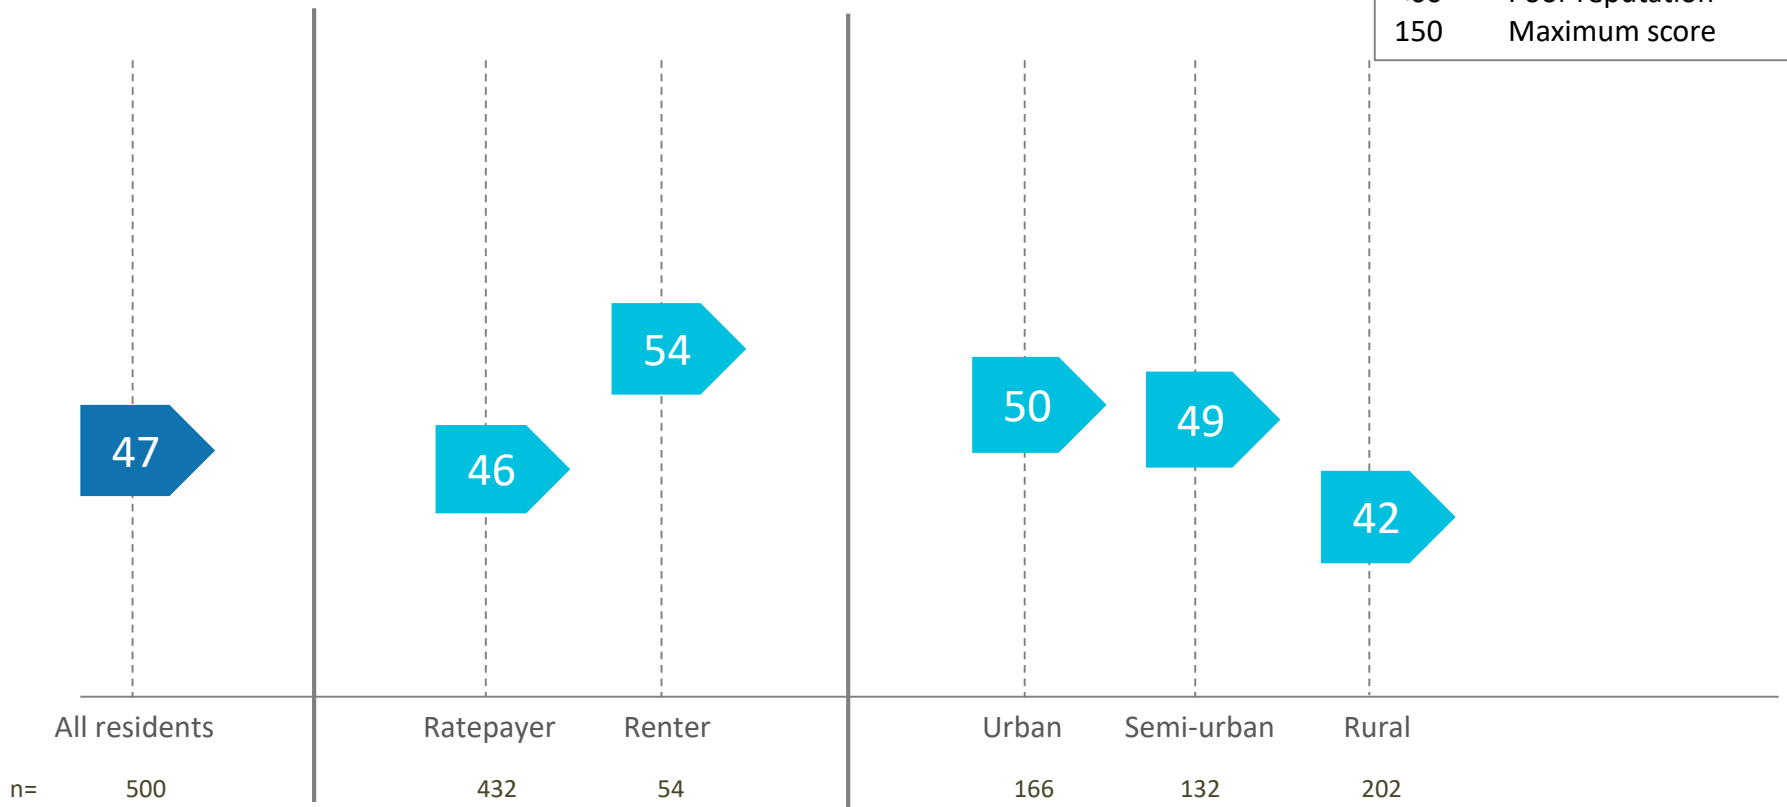 150 Maximum score
54
50
49
47
46
42
All residents Ratepayer Renter Urban Semi-urban Rural
n= 500 432 54 166 132 202